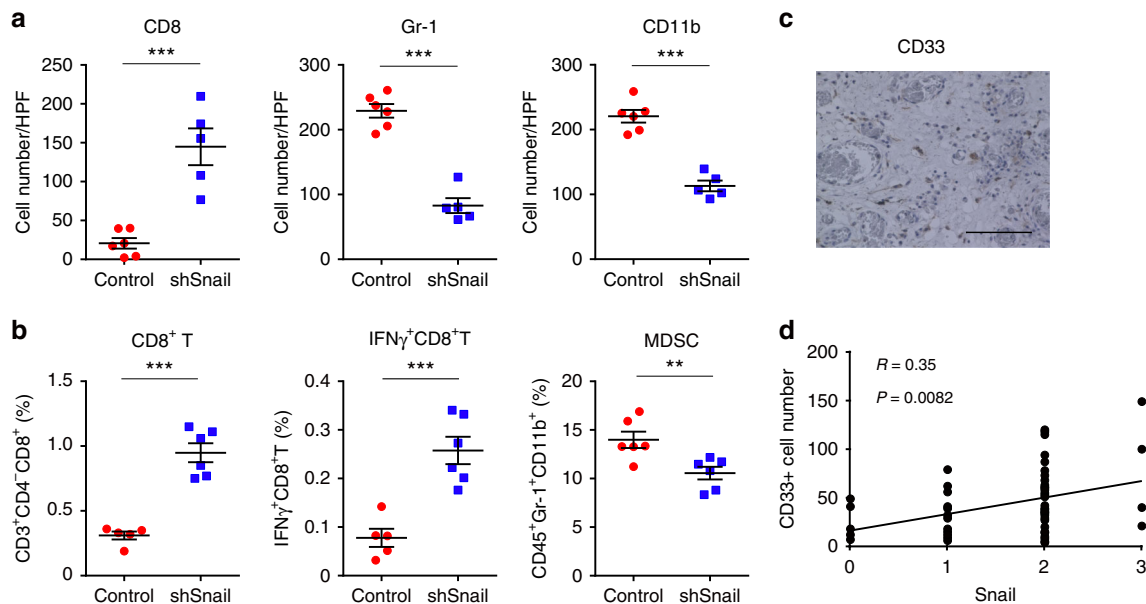 a
CD8
***
Cell number/HPF
250
200
150
100
50
0
Control shSnail
Gr-1
***
Cell number/HPF
300
200
100
0
Control shSnail
CD11b
***
Cell number/HPF
300
200
100
0
Control shSnail
c
CD33
b
CD8⁺ T
***
CD3⁺CD4⁻CD8⁺ (%)
1.5
1.0
0.5
0
Control shSnail
IFNγ⁺CD8⁺T
***
IFNγ⁺CD8⁺T (%)
0.4
0.3
0.2
0.1
0
Control shSnail
MDSC
**
CD45⁺Gr-1⁺CD11b⁺ (%)
20
15
10
5
0
Control shSnail
d
R = 0.35
P = 0.0082
CD33+ cell number
200
150
100
50
0
0 1 2 3
Snail